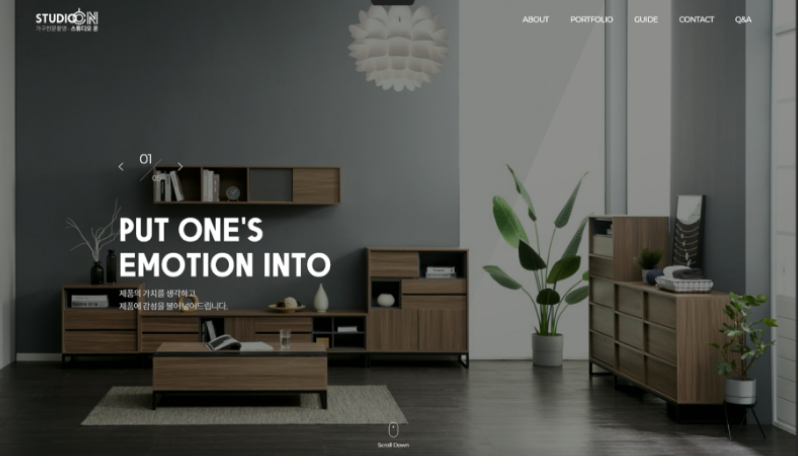 STUDIO ON
가구전문촬영 · 스튜디오 온
ABOUT
PORTFOLIO
GUIDE
CONTACT
Q&A
01
05
PUT ONE'S
EMOTION INTO
제품의 가치를 생각하고
제품에 감성을 불어넣어드립니다.
Scroll Down